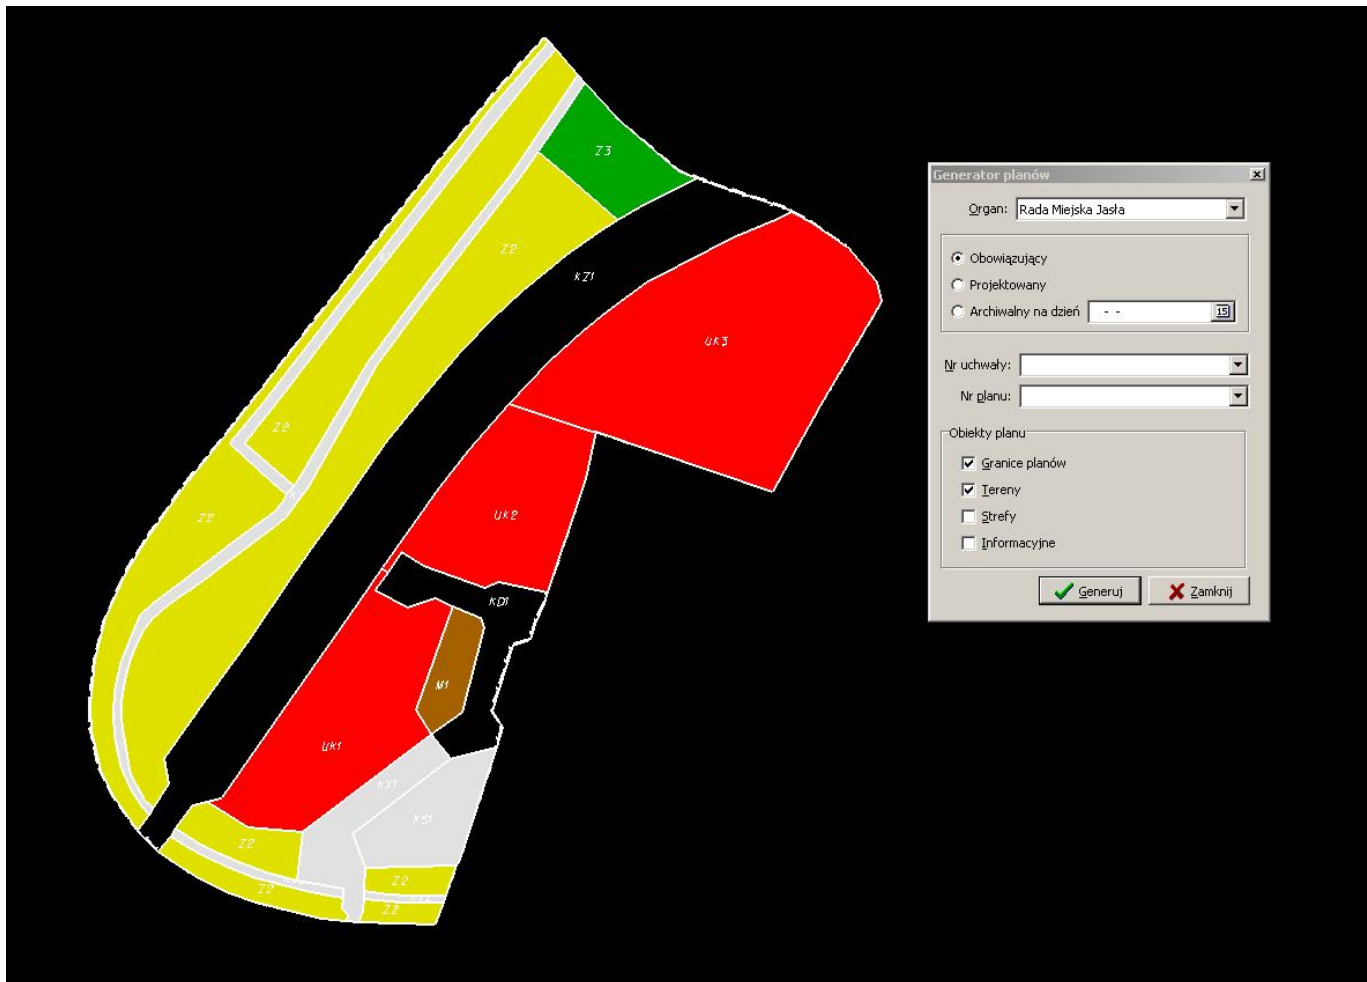 Z3
Z2
KZ1
UK3
Z2
Z2
UK2
KD1
M1
UK1
KX1
KS1
Z2
Z2
Z2
Z2
Generator planów
Organ: Rada Miejska Jasła
Obowiązujący
Projektowany
Archiwalny na dzień - - 15
Nr uchwały:
Nr planu:
Obiekty planu
Granice planów
Tereny
Strefy
Informacyjne
Generuj Zamknij